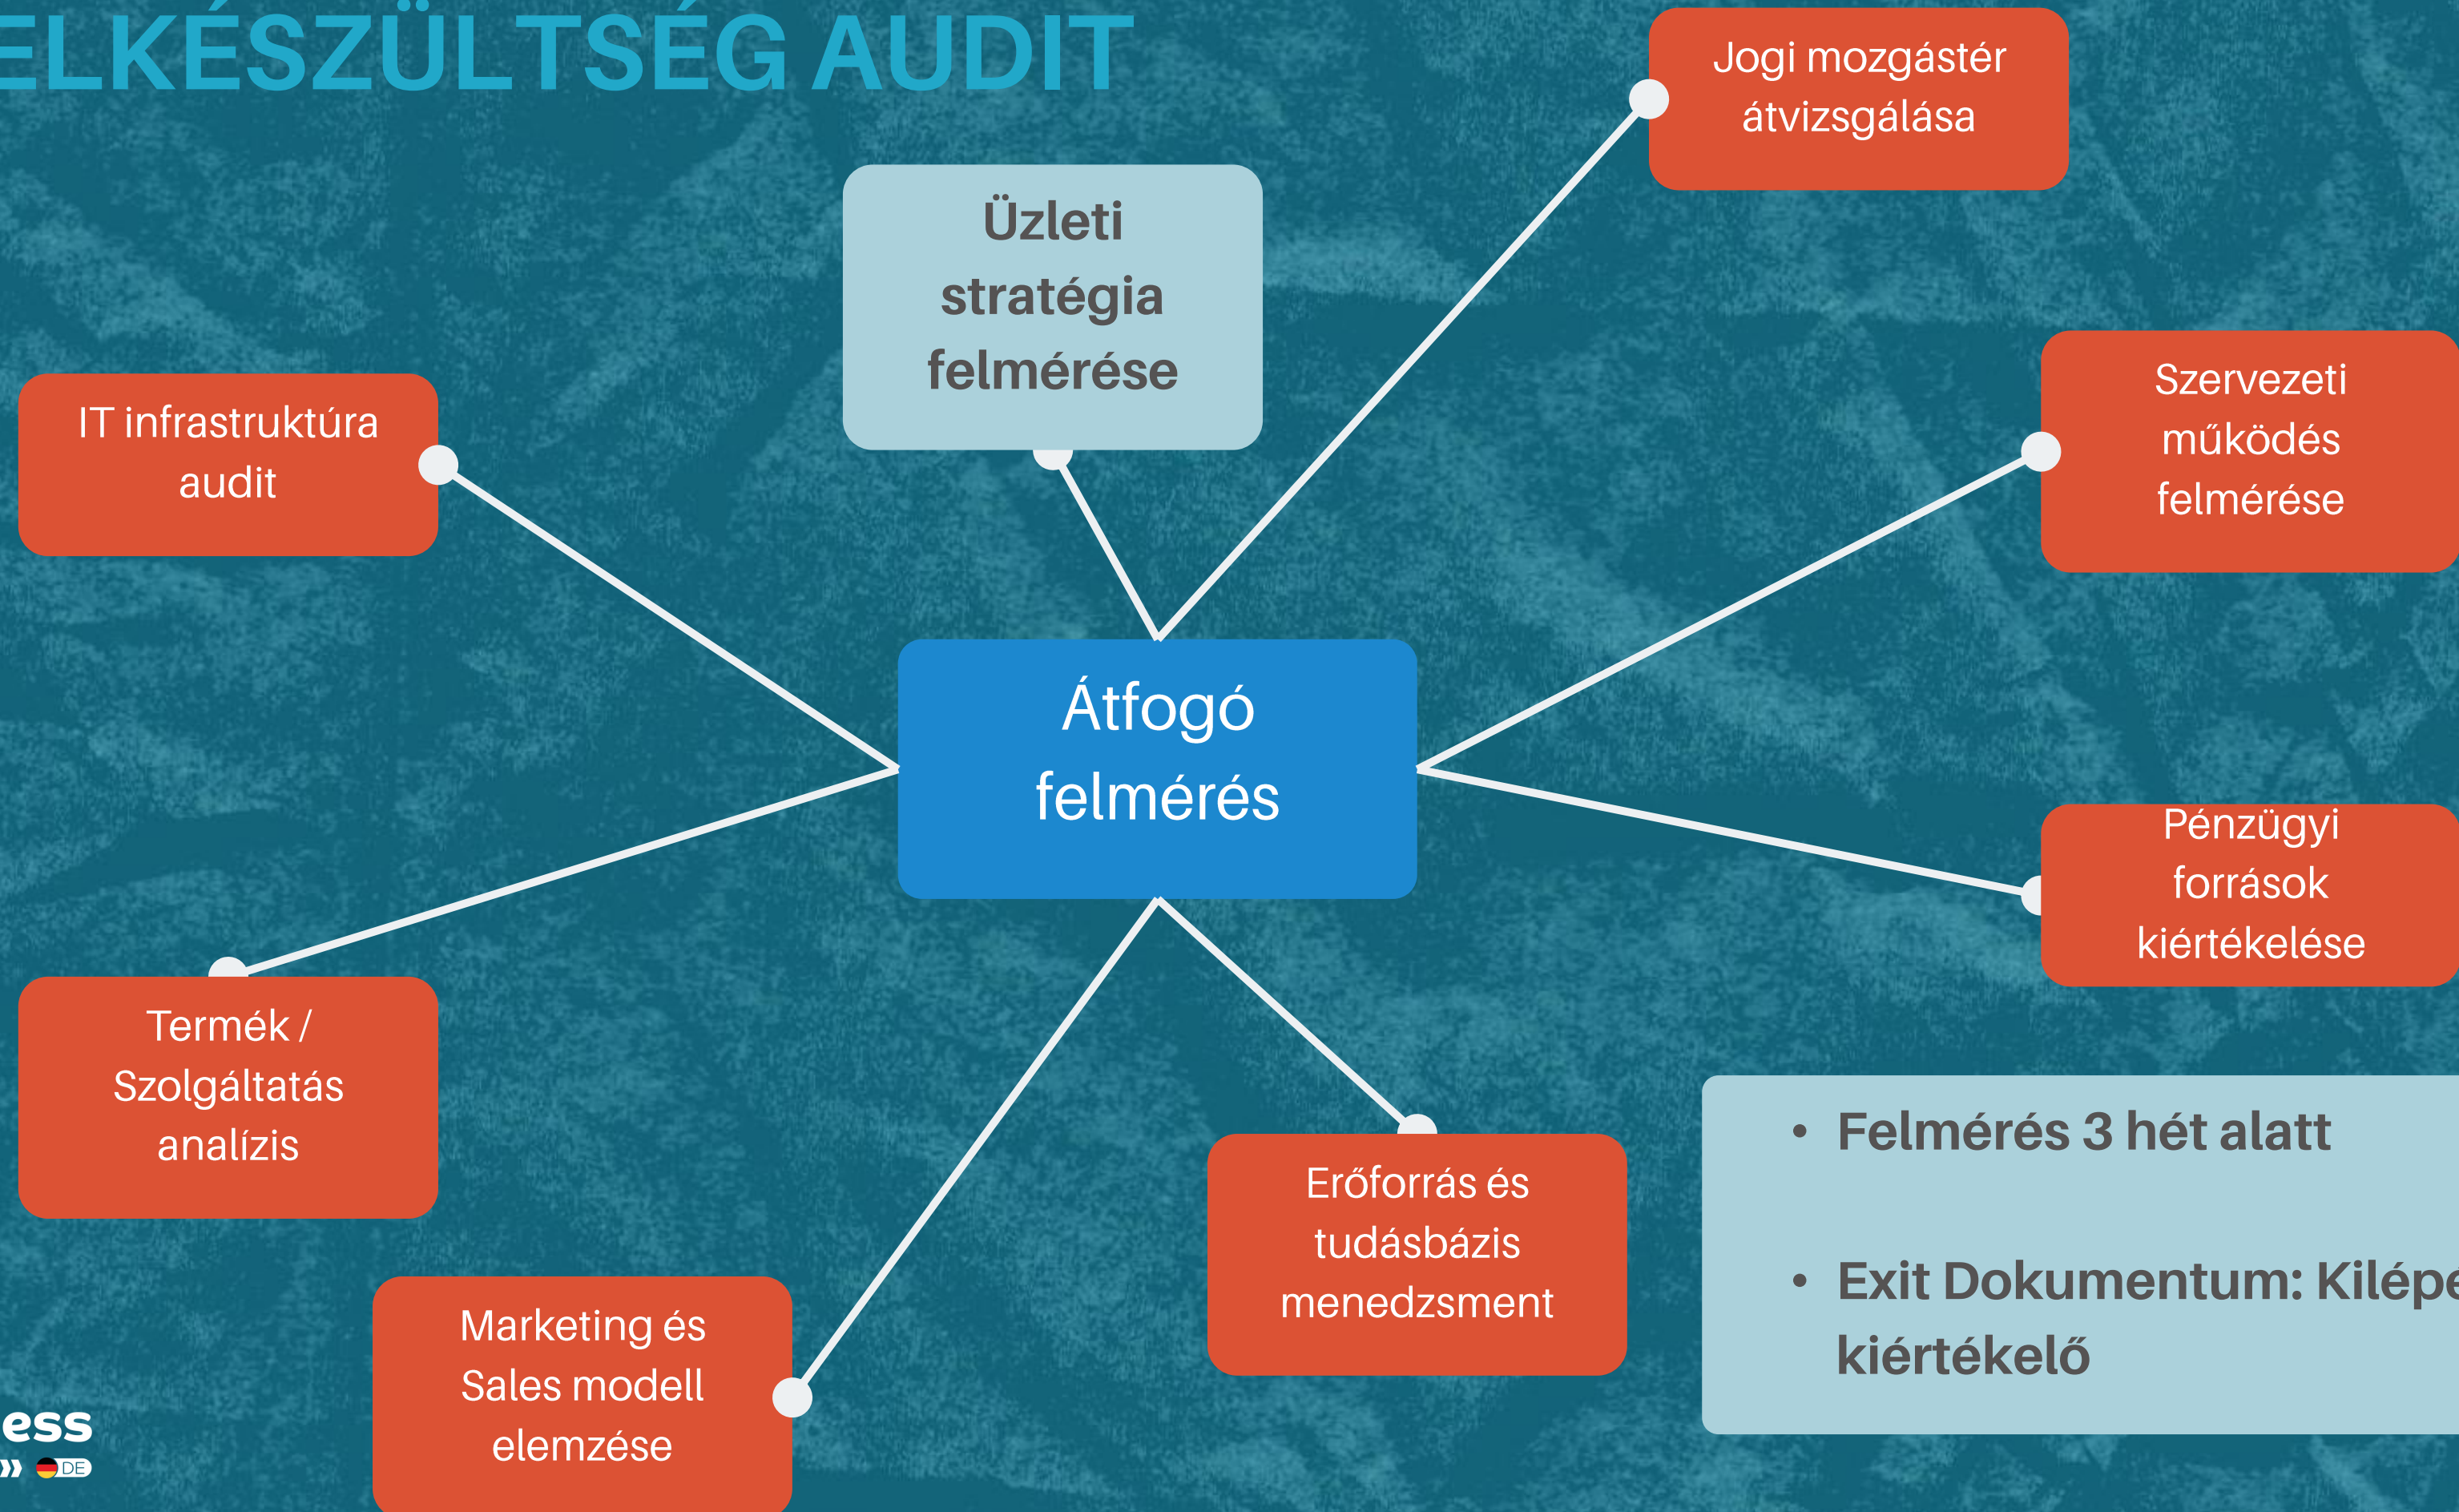 ELKÉSZÜLTSÉG AUDIT
Jogi mozgástér
átvizsgálása
Üzleti
stratégia
felmérése
Szervezeti
működés
felmérése
IT infrastruktúra
audit
Átfogó
felmérés
Pénzügyi
források
kiértékelése
Termék /
Szolgáltatás
analízis
Erőforrás és
tudásbázis
menedzsment
Marketing és
Sales modell
elemzése
• Felmérés 3 hét alatt
• Exit Dokumentum: Kilépé
kiértékelő
ess
DE